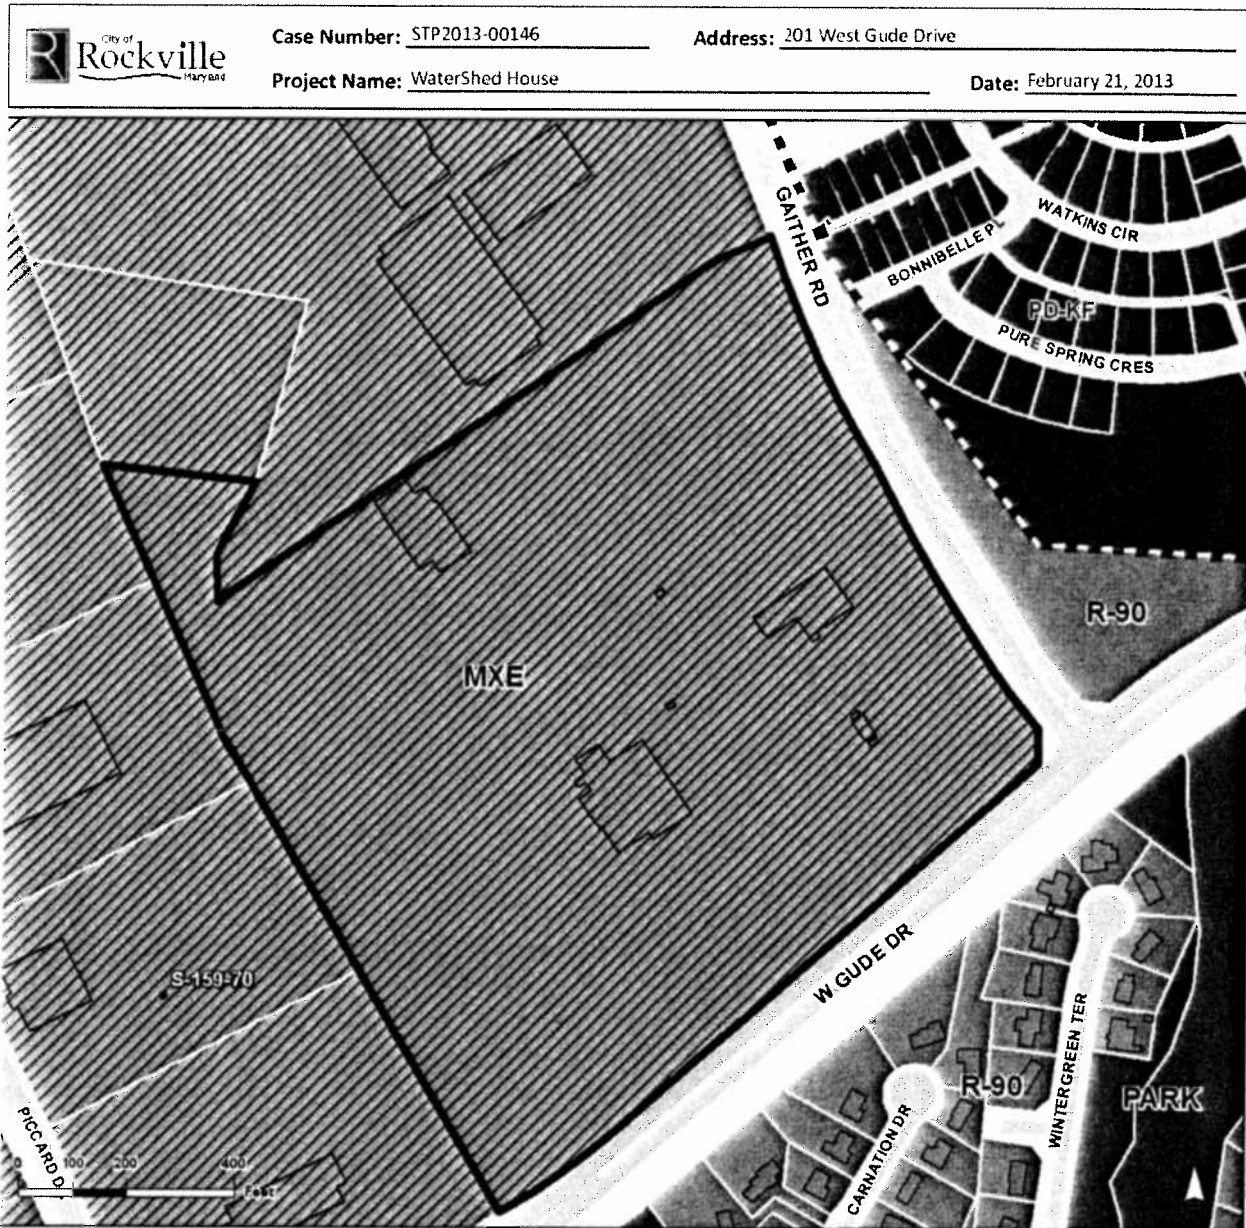 City of
Rockville
Maryland
Case Number: STP2013-00146
Address: 201 West Gude Drive
Project Name: WaterShed House
Date: February 21, 2013
GAITHER RD
WATKINS CIR
BONNIBELLE PL
PD-KF
PURE SPRING CRES
R-90
MXE
S-159-70
W GUDE DR
WINTERGREEN TER
R-90
PARK
CARNATION DR
PICCARD D
0 100 200 400
Feet